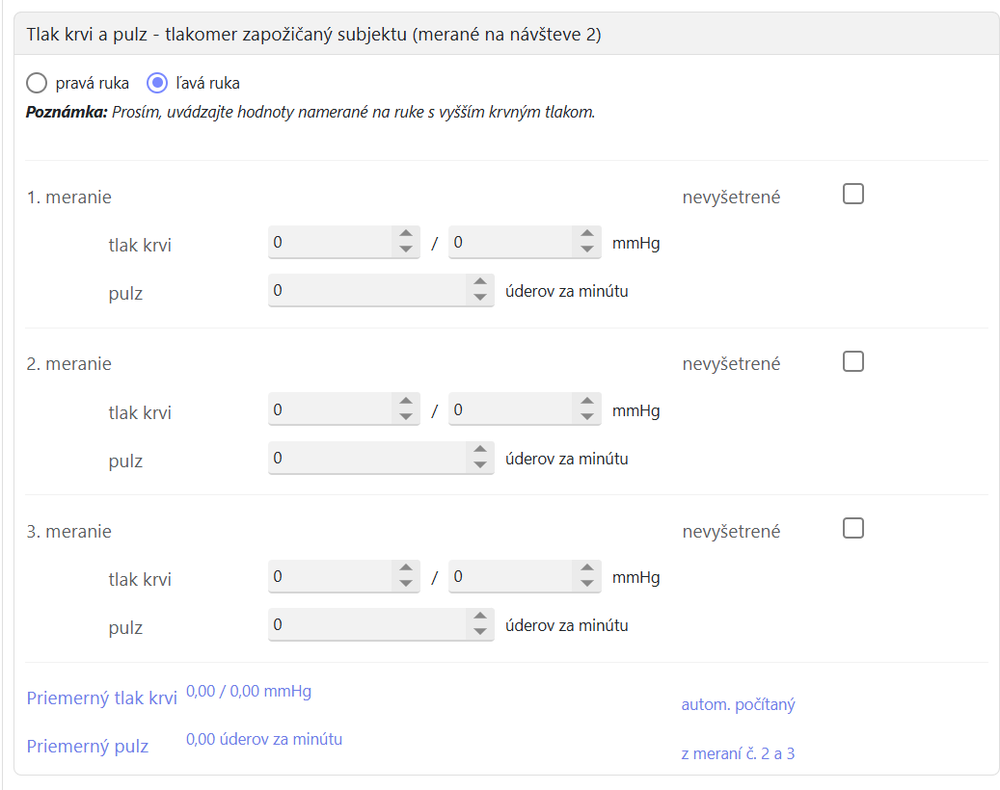 Tlak krvi a pulz - tlakomer zapožičaný subjektu (merané na návšteve 2)
pravá ruka ľavá ruka
Poznámka: Prosím, uvádzajte hodnoty namerané na ruke s vyšším krvným tlakom.
1. meranie nevyšetrené
tlak krvi 0 / 0 mmHg
pulz 0 úderov za minútu
2. meranie nevyšetrené
tlak krvi 0 / 0 mmHg
pulz 0 úderov za minútu
3. meranie nevyšetrené
tlak krvi 0 / 0 mmHg
pulz 0 úderov za minútu
Priemerný tlak krvi 0,00 / 0,00 mmHg autom. počítaný
Priemerný pulz 0,00 úderov za minútu z meraní č. 2 a 3